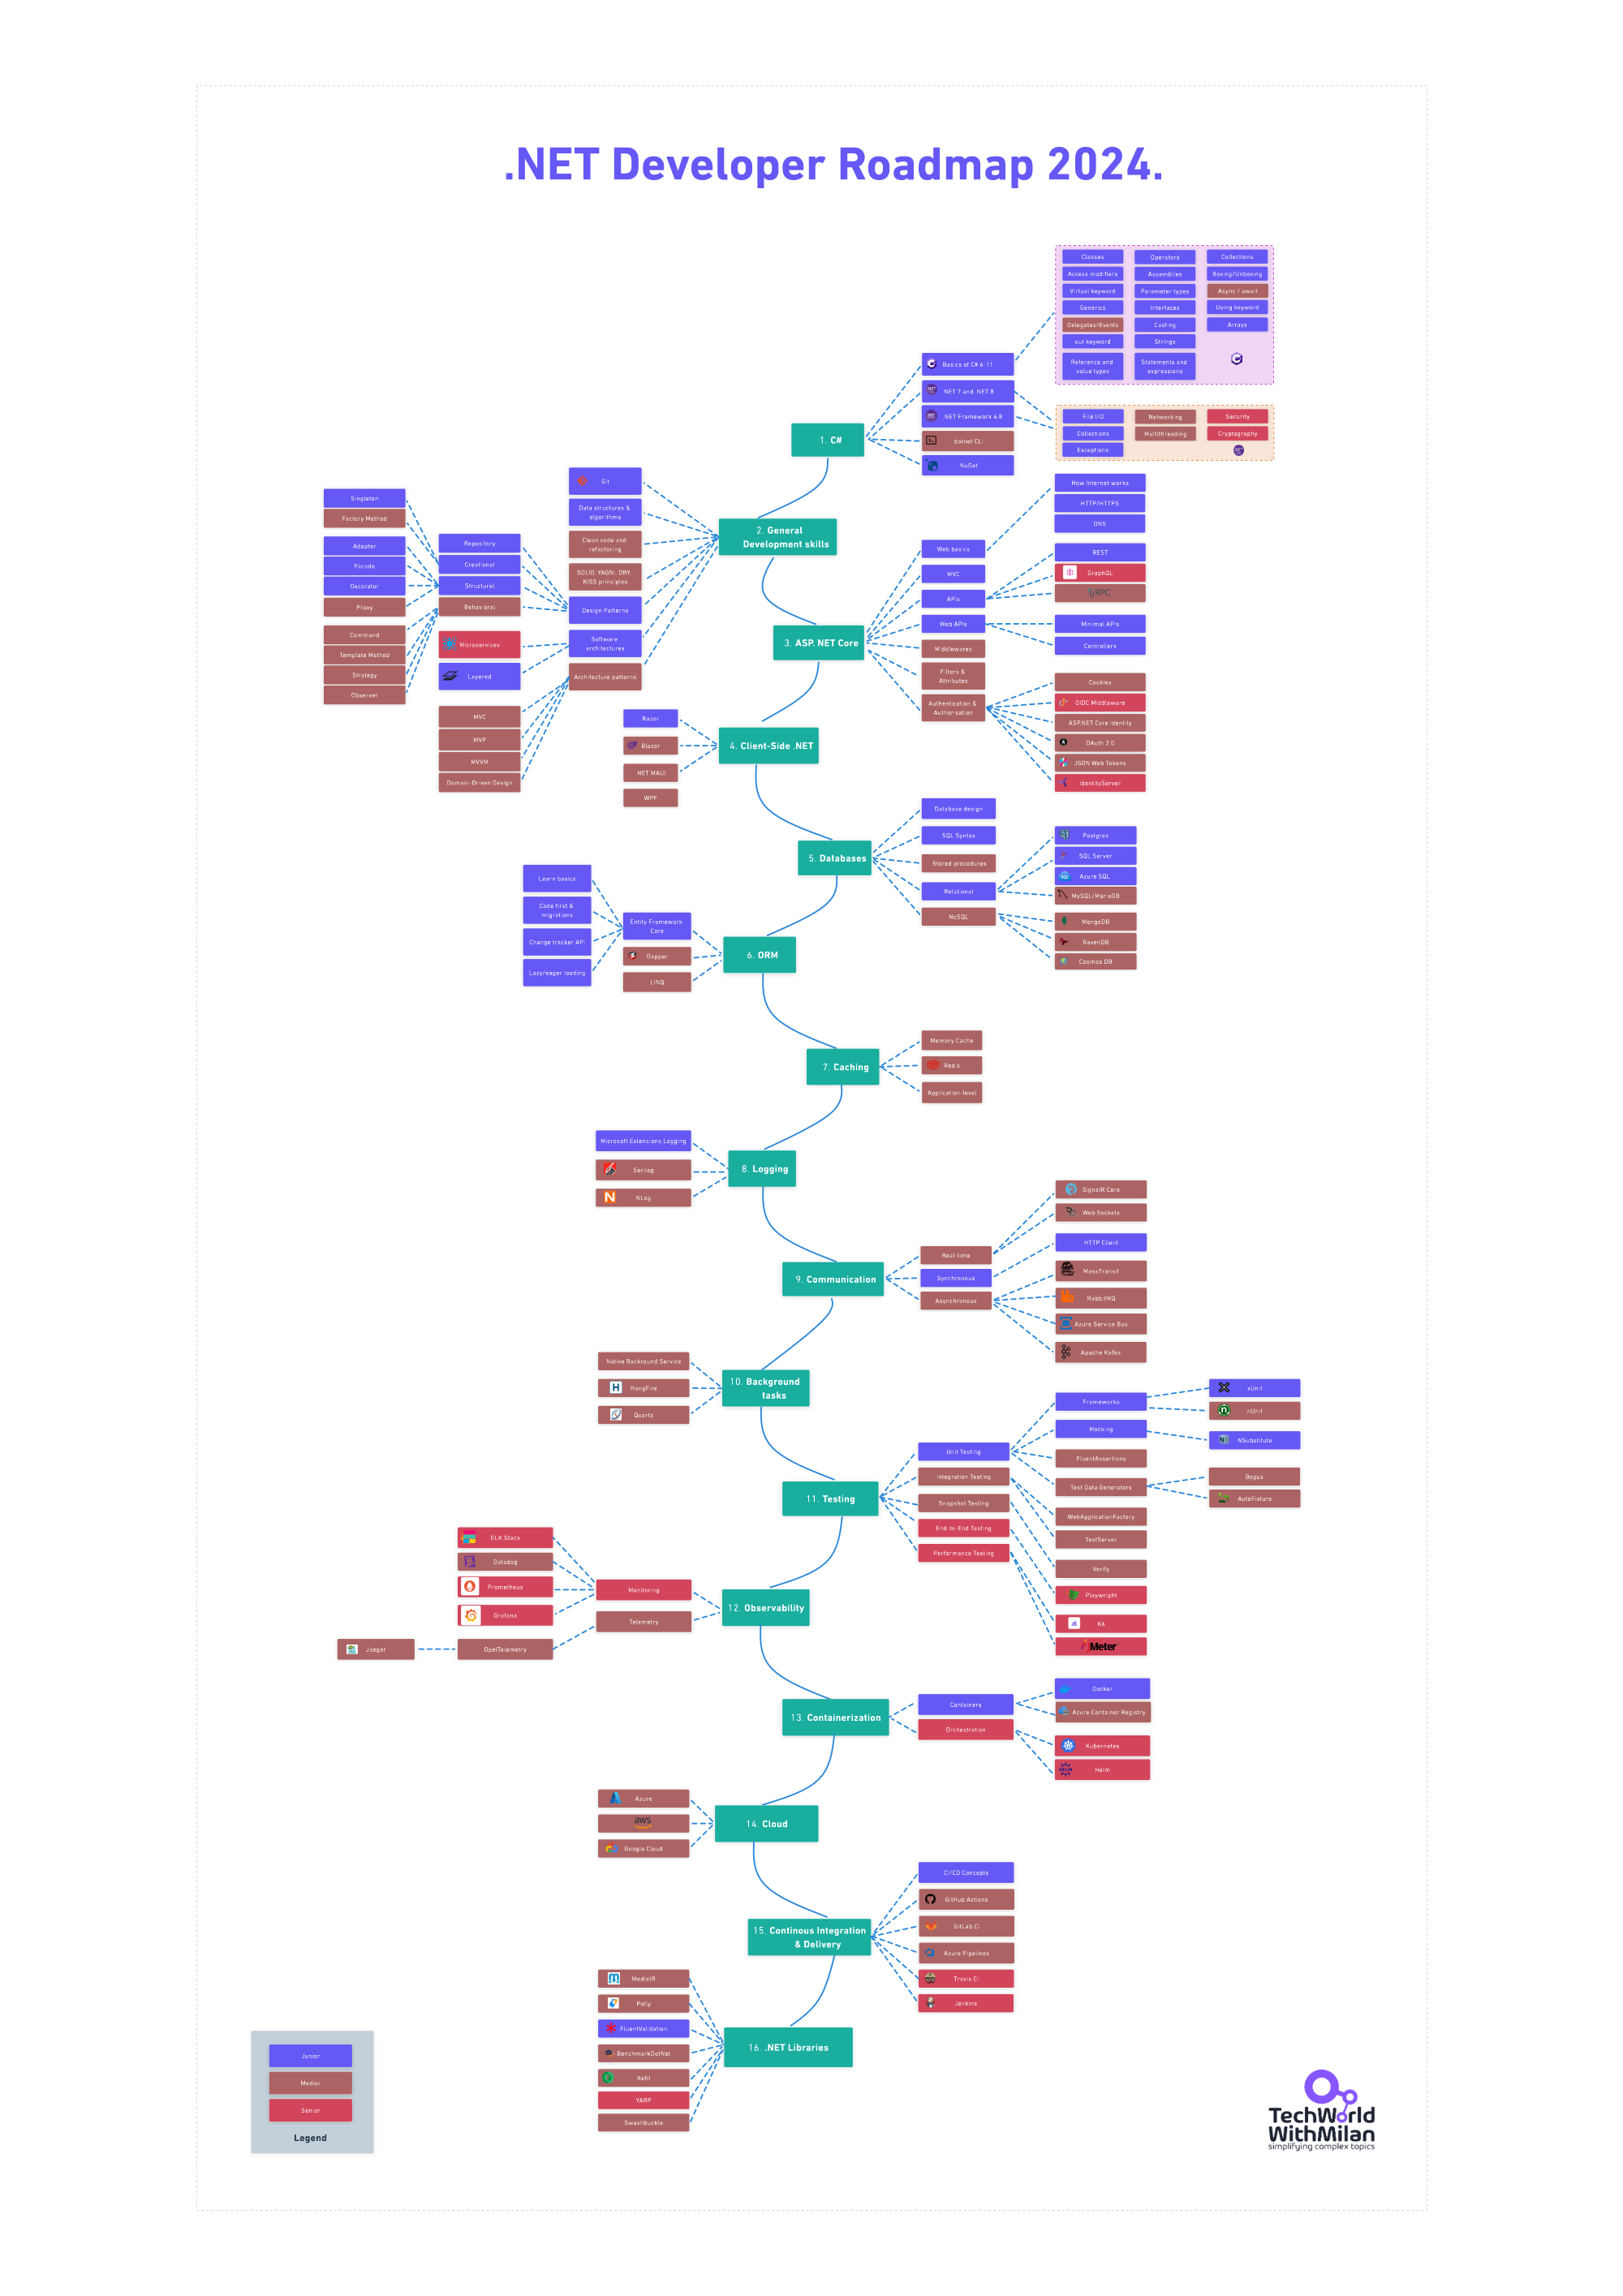 .NET Developer Roadmap 2024.
Classes
Operators
Collections
Access modifiers
Assemblies
Boxing/Unboxing
Virtual keyword
Parameter types
Async / await
Generics
Interfaces
Using keyword
Delegates/Events
Casting
Arrays
out keyword
Strings
Reference and
value types
Statements and
expressions
Basics of C# 6-11
.NET 7 and .NET 8
.NET Framework 4.8
dotnet CLI
NuGet
File I/O
Networking
Security
Collections
Multithreading
Cryptography
Exceptions
1. C#
Git
Data structures &
algorithms
Clean code and
refactoring
SOLID, YAGNI, DRY,
KISS principles
Design Patterns
Software
architectures
Architecture patterns
2. General
Development skills
Singleton
Factory Method
Adapter
Facade
Decorator
Proxy
Command
Template Method
Strategy
Observer
Repository
Creational
Structural
Behavioral
Microservices
Layered
MVC
MVP
MVVM
Domain-Driven Design
3. ASP. NET Core
Web basics
MVC
APIs
Web APIs
Middlewares
Filters &
Attributes
Authentication &
Authorisation
How Internet works
HTTP/HTTPS
DNS
REST
GraphQL
gRPC
Minimal APIs
Controllers
Cookies
OIDC Middleware
ASP.NET Core identity
OAuth 2.0
JSON Web Tokens
IdentityServer
4. Client-Side .NET
Razor
Blazor
.NET MAUI
WPF
5. Databases
Database design
SQL Syntax
Stored procedures
Relational
NoSQL
Postgres
SQL Server
Azure SQL
MySQL/MariaDB
MongoDB
RavenDB
Cosmos DB
6. ORM
Learn basics
Code first &
migrations
Change tracker API
Lazy/eager loading
Entity Framework
Core
Dapper
LINQ
7. Caching
Memory Cache
Redis
Application-level
8. Logging
Microsoft.Extensions.Logging
Serilog
NLog
9. Communication
Real-time
Synchronous
Asynchronous
SignalR Core
Web Sockets
HTTP Client
MassTransit
RabbitMQ
Azure Service Bus
Apache Kafka
10. Background
tasks
Native Backround Service
H
HangFire
Quartz
11. Testing
Unit Testing
Integration Testing
Snapshot Testing
End-to-End Testing
Performance Testing
Frameworks
Mocking
FluentAssertions
Test Data Generators
WebApplicationFactory
TestServer
Verify
Playwright
K6
Meter
xUnit
nUnit
NSubstitute
Bogus
AutoFixture
12. Observability
ELK Stack
Datadog
Prometheus
Grafana
Monitoring
Telemetry
Jaeger
OpelTelemetry
13. Containerization
Containers
Orchestration
Docker
Azure Container Registry
Kubernetes
Helm
14. Cloud
Azure
aws
Google Cloud
15. Continous Integration
& Delivery
CI/CD Concepts
GitHub Actions
GitLab CI
Azure Pipelines
Travis CI
Jenkins
16. .NET Libraries
MediatR
Polly
FluentValidation
BenchmarkDotNet
Refit
YARP
Swashbuckle
Junior
Medior
Senior
Legend
TechWorld
WithMilan
simplifying complex topics